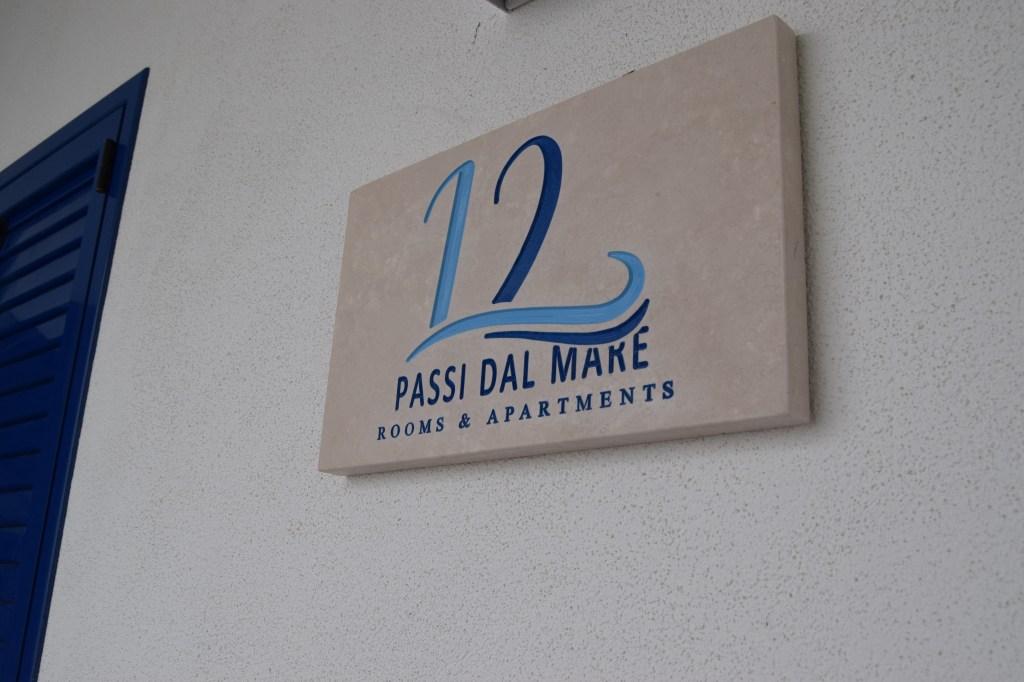 12
PASSI DAL MARE
ROOMS & APARTMENTS